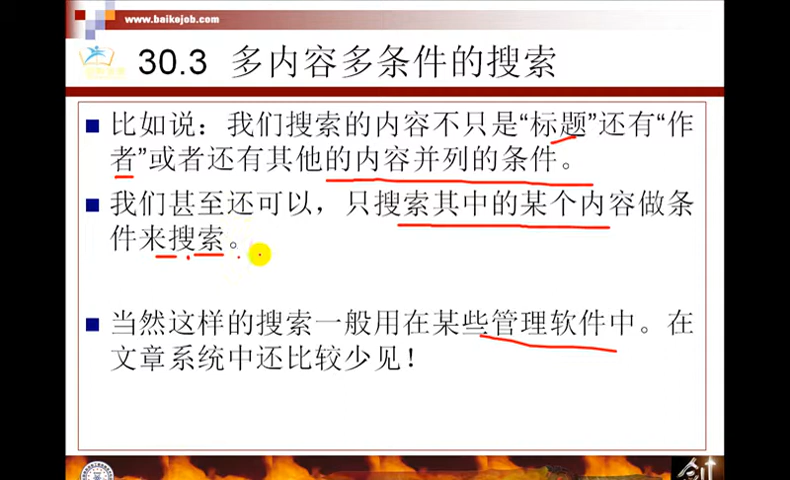 www.baikejob.com
30.3 多内容多条件的搜索
比如说：我们搜索的内容不只是“标题”还有“作
者”或者还有其他的内容并列的条件。
我们甚至还可以，只搜索其中的某个内容做条
件来搜索。
当然这样的搜索一般用在某些管理软件中。在
文章系统中还比较少见！
创